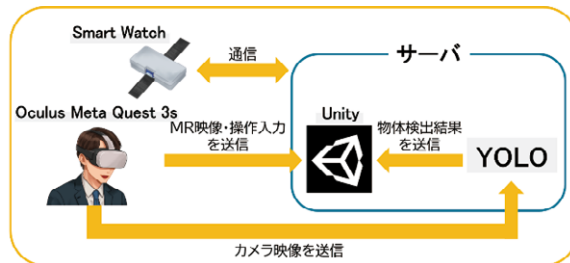 Smart Watch
通信
サーバ
Oculus Meta Quest 3s
MR映像・操作入力
を送信
Unity
物体検出結果
を送信
YOLO
カメラ映像を送信